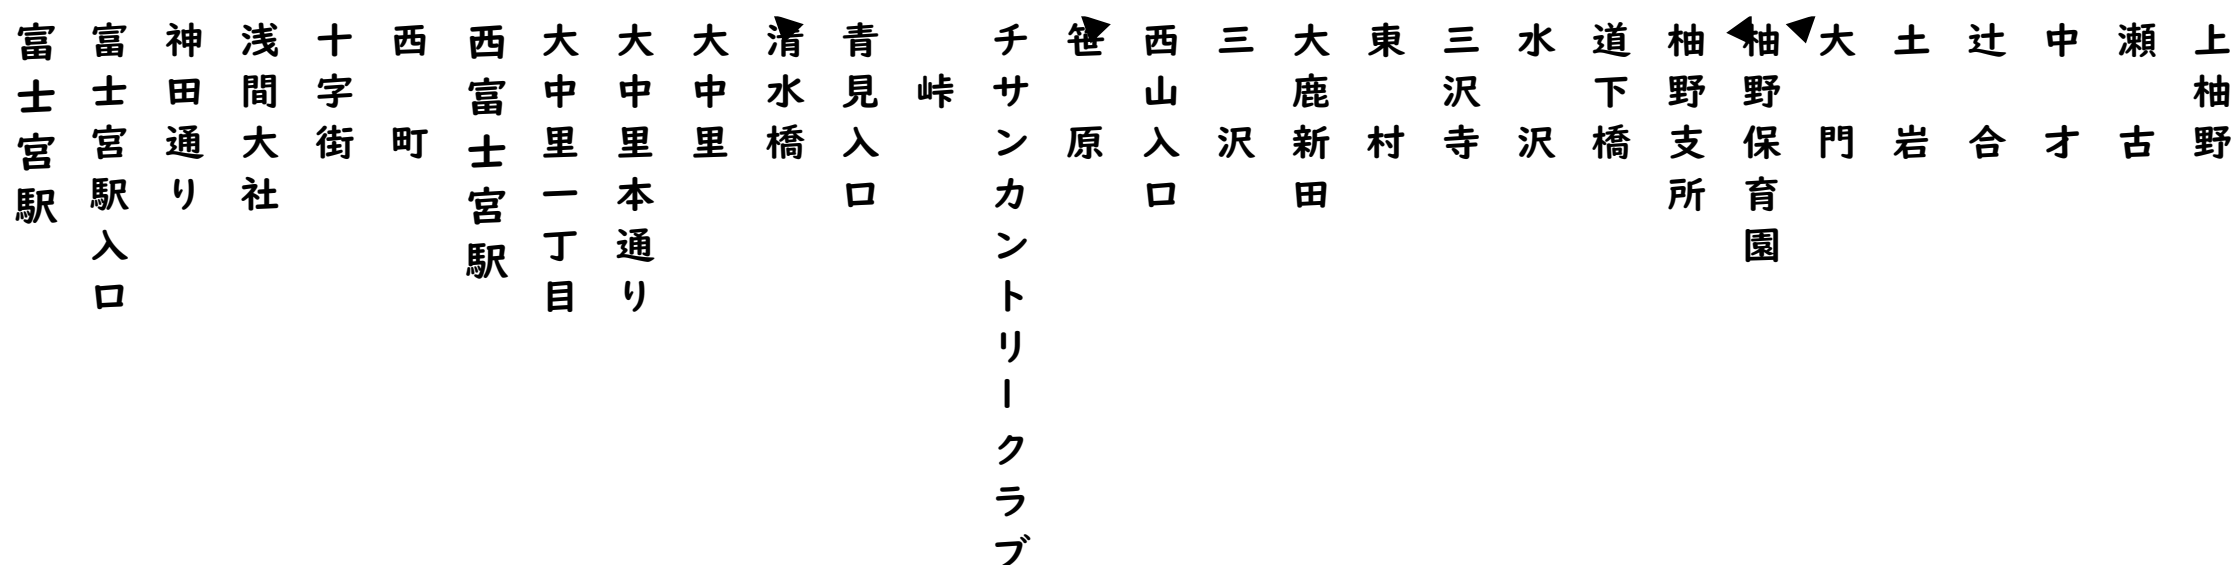 富士宮駅
富士宮駅入口
神田通り
浅間大社
十字街
西町
西富士宮駅
大中里一丁目
大中里本通り
大中里
清水橋
青見入口
峠
チサンカントリークラブ
笹原
西山入口
三沢
大鹿新田
東村
三沢寺
水沢
道下橋
柚野支所
柚野保育園
大門
土岩
辻合
中才
瀬古
上柚野